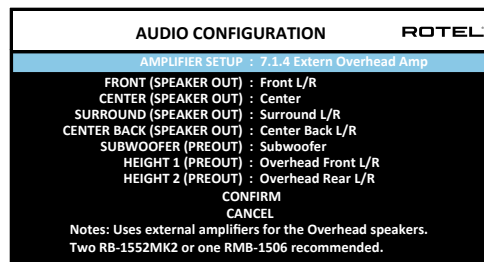 AUDIO CONFIGURATION ROTEL
AMPLIFIER SETUP : 7.1.4 Extern Overhead Amp
FRONT (SPEAKER OUT) : Front L/R
CENTER (SPEAKER OUT) : Center
SURROUND (SPEAKER OUT) : Surround L/R
CENTER BACK (SPEAKER OUT) : Center Back L/R
SUBWOOFER (PREOUT) : Subwoofer
HEIGHT 1 (PREOUT) : Overhead Front L/R
HEIGHT 2 (PREOUT) : Overhead Rear L/R
CONFIRM
CANCEL
Notes: Uses external amplifiers for the Overhead speakers.
Two RB-1552MK2 or one RMB-1506 recommended.